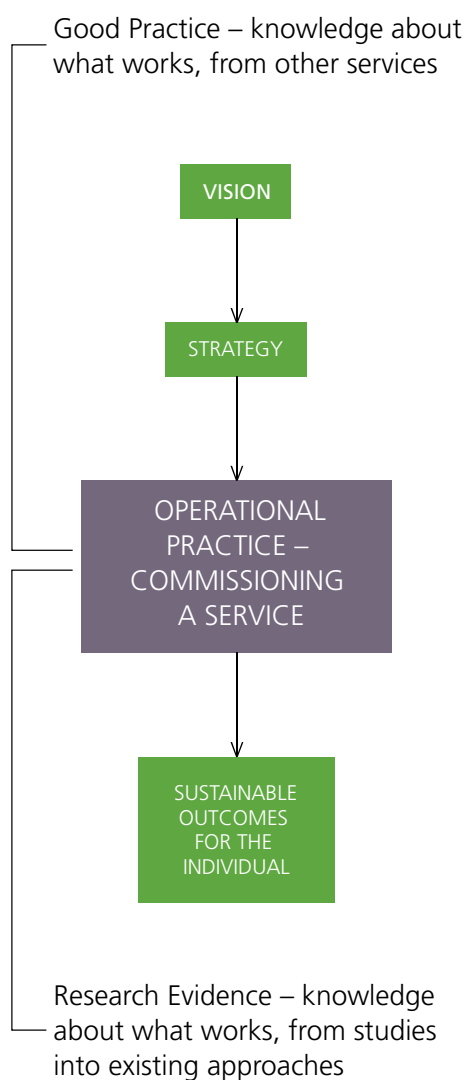 Good Practice – knowledge about
what works, from other services
VISION
STRATEGY
OPERATIONAL
PRACTICE –
COMMISSIONING
A SERVICE
SUSTAINABLE
OUTCOMES
FOR THE
INDIVIDUAL
Research Evidence – knowledge
about what works, from studies
into existing approaches